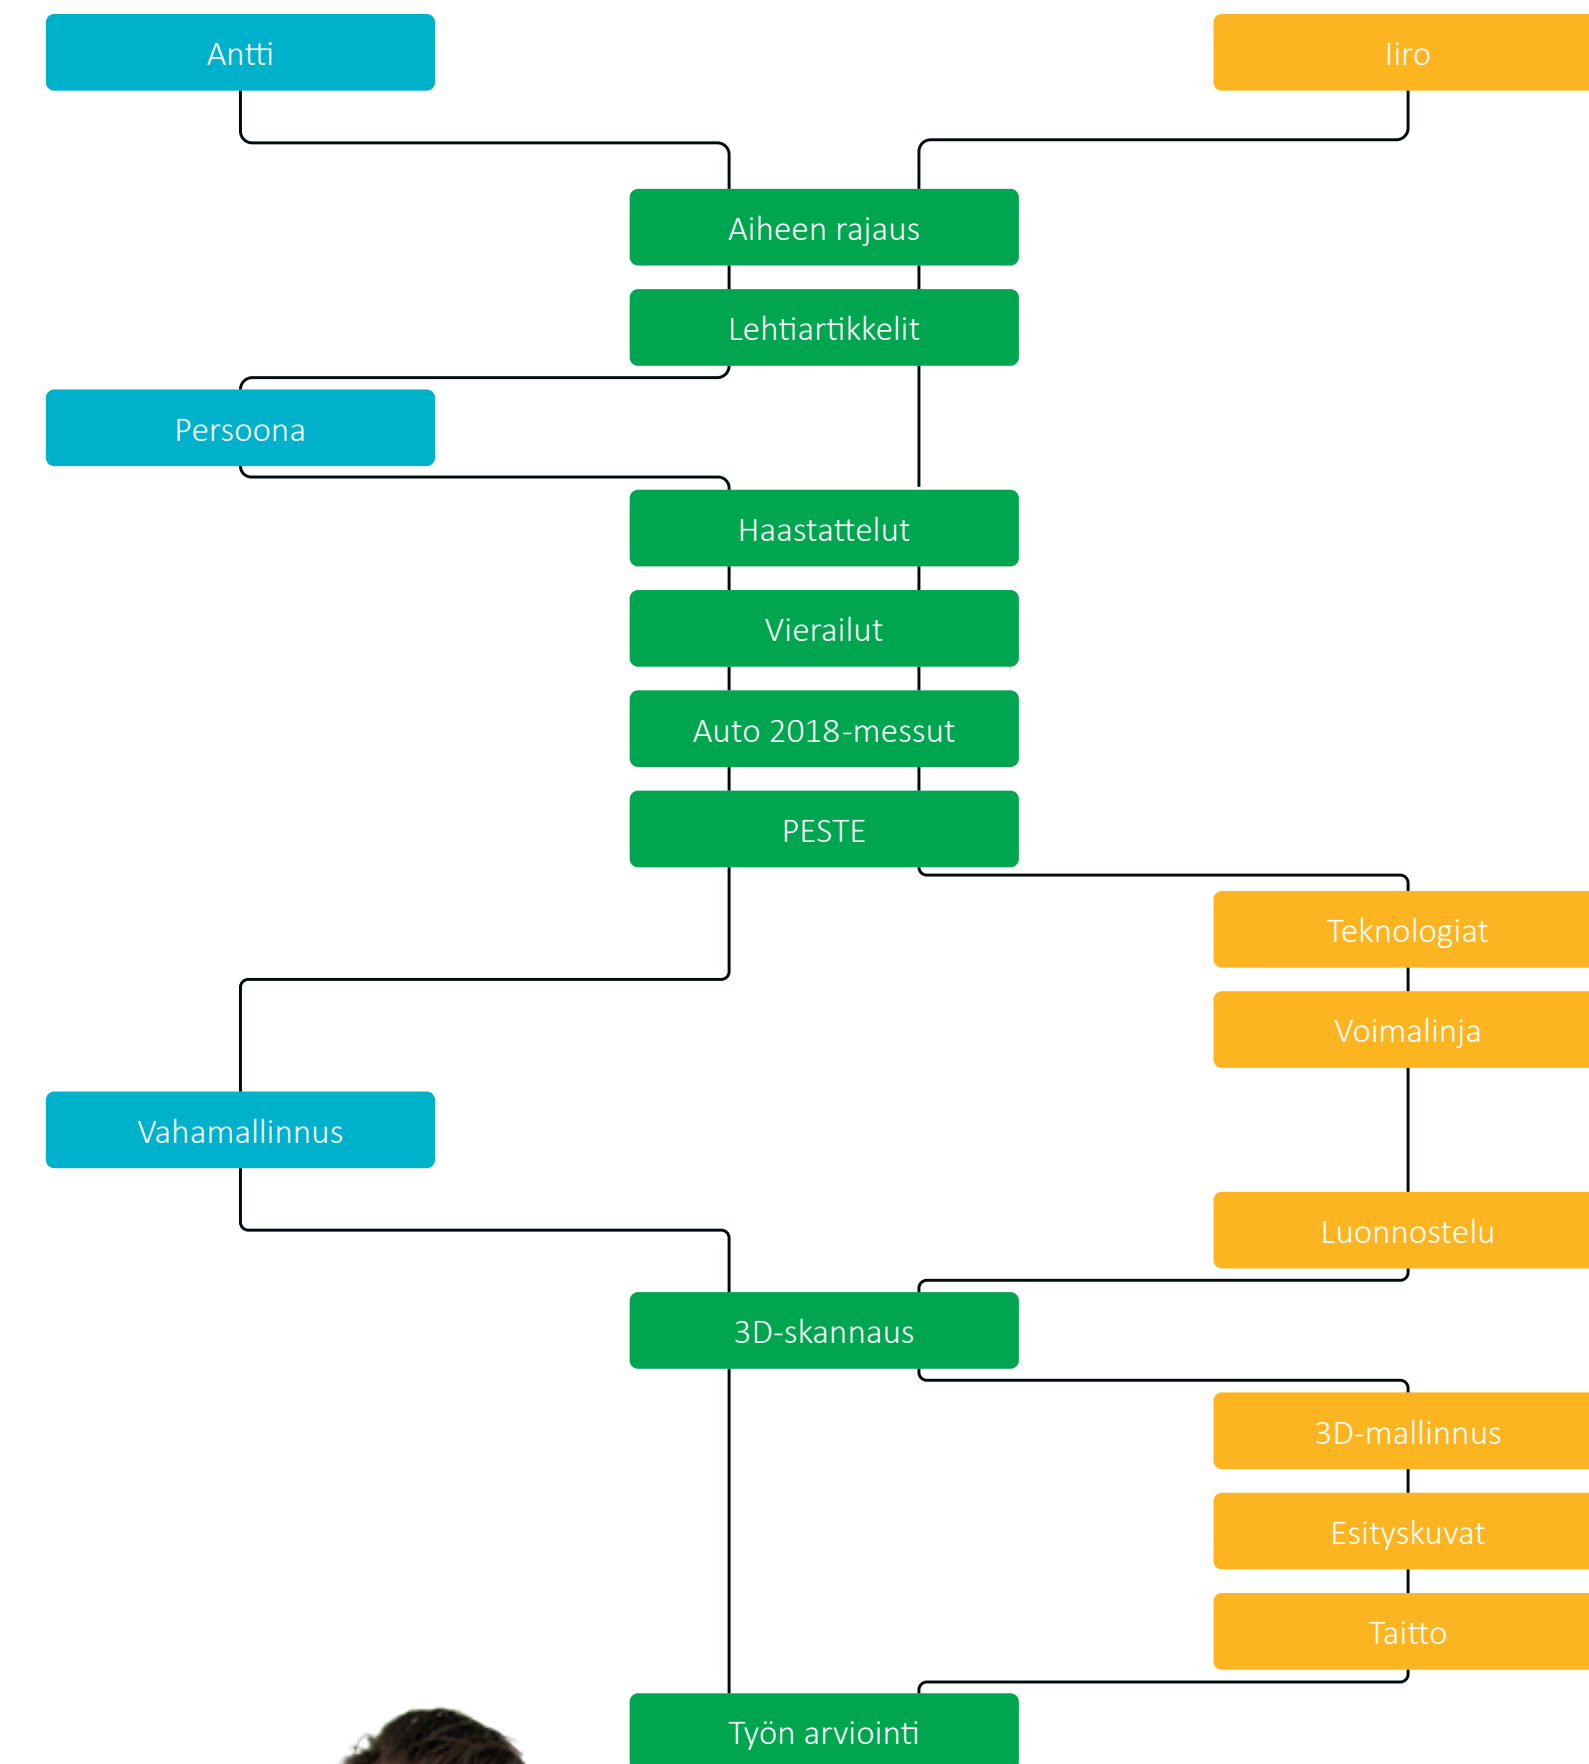 Antti
Iiro
Aiheen rajaus
Lehtiartikkelit
Persoona
Haastattelut
Vierailut
Auto 2018-messut
PESTE
Teknologiat
Voimalinja
Vahamallinnus
Luonnostelu
3D-skannaus
3D-mallinnus
Esityskuvat
Taitto
Työn arviointi